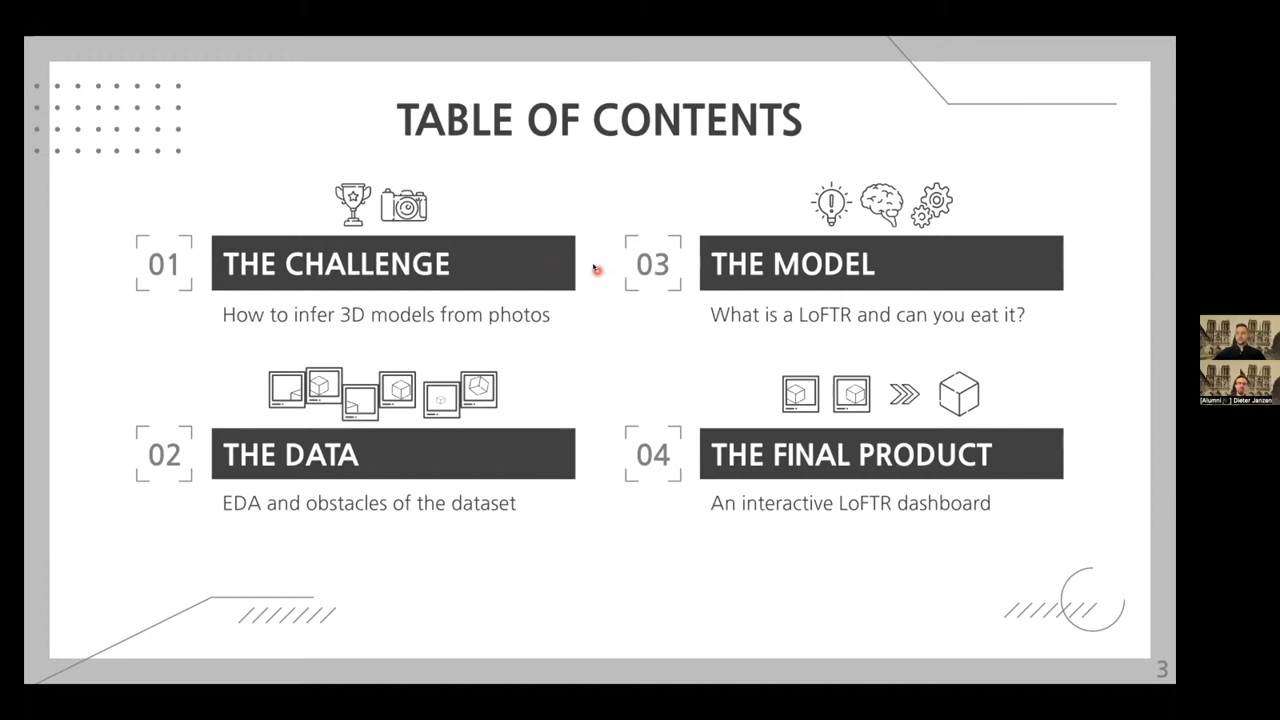 TABLE OF CONTENTS
01
THE CHALLENGE
How to infer 3D models from photos
02
THE DATA
EDA and obstacles of the dataset
03
THE MODEL
What is a LoFTR and can you eat it?
04
THE FINAL PRODUCT
An interactive LoFTR dashboard
3
[Alumni] Dieter Janzen